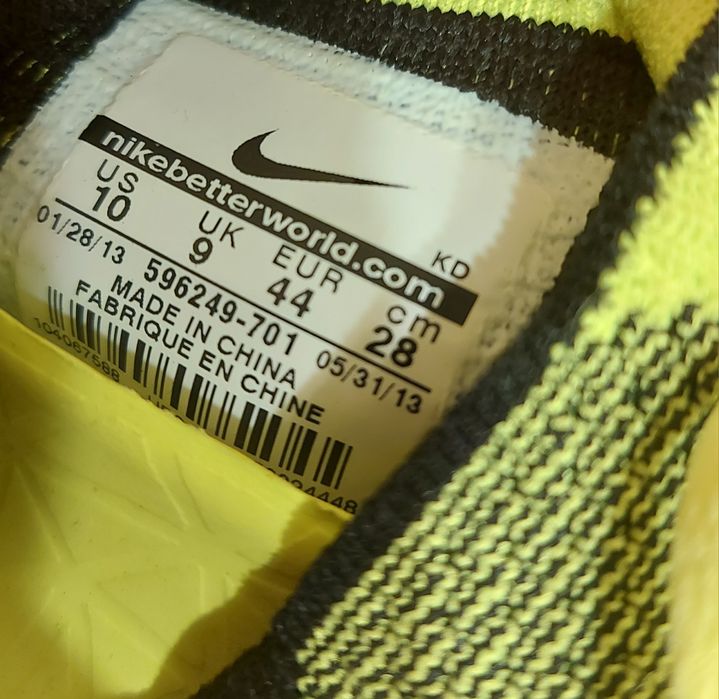 nikebetterworld.com
KD
US UK EUR cm
10 9 44 28
01/28/13 596249-701 05/31/13
MADE IN CHINA
FABRIQUE EN CHINE
104067588